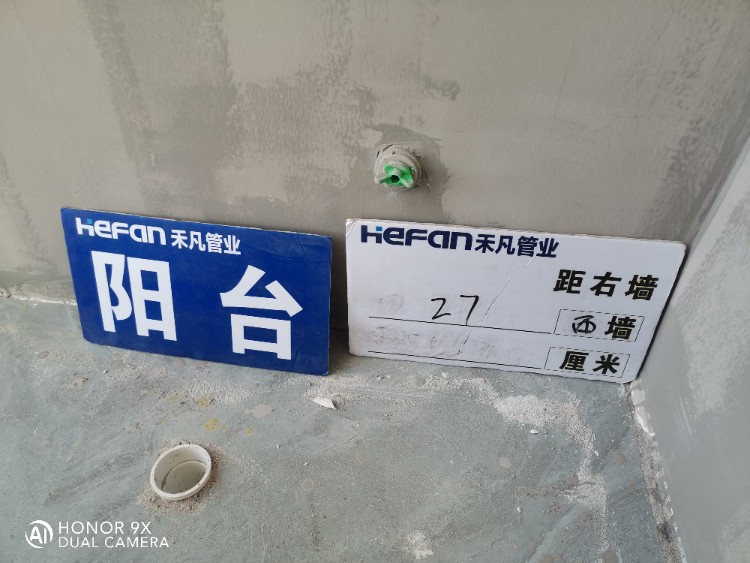 HeFan 禾凡管业
阳台
HeFan 禾凡管业
距右墙
27 西墙
厘米
HONOR 9X
DUAL CAMERA